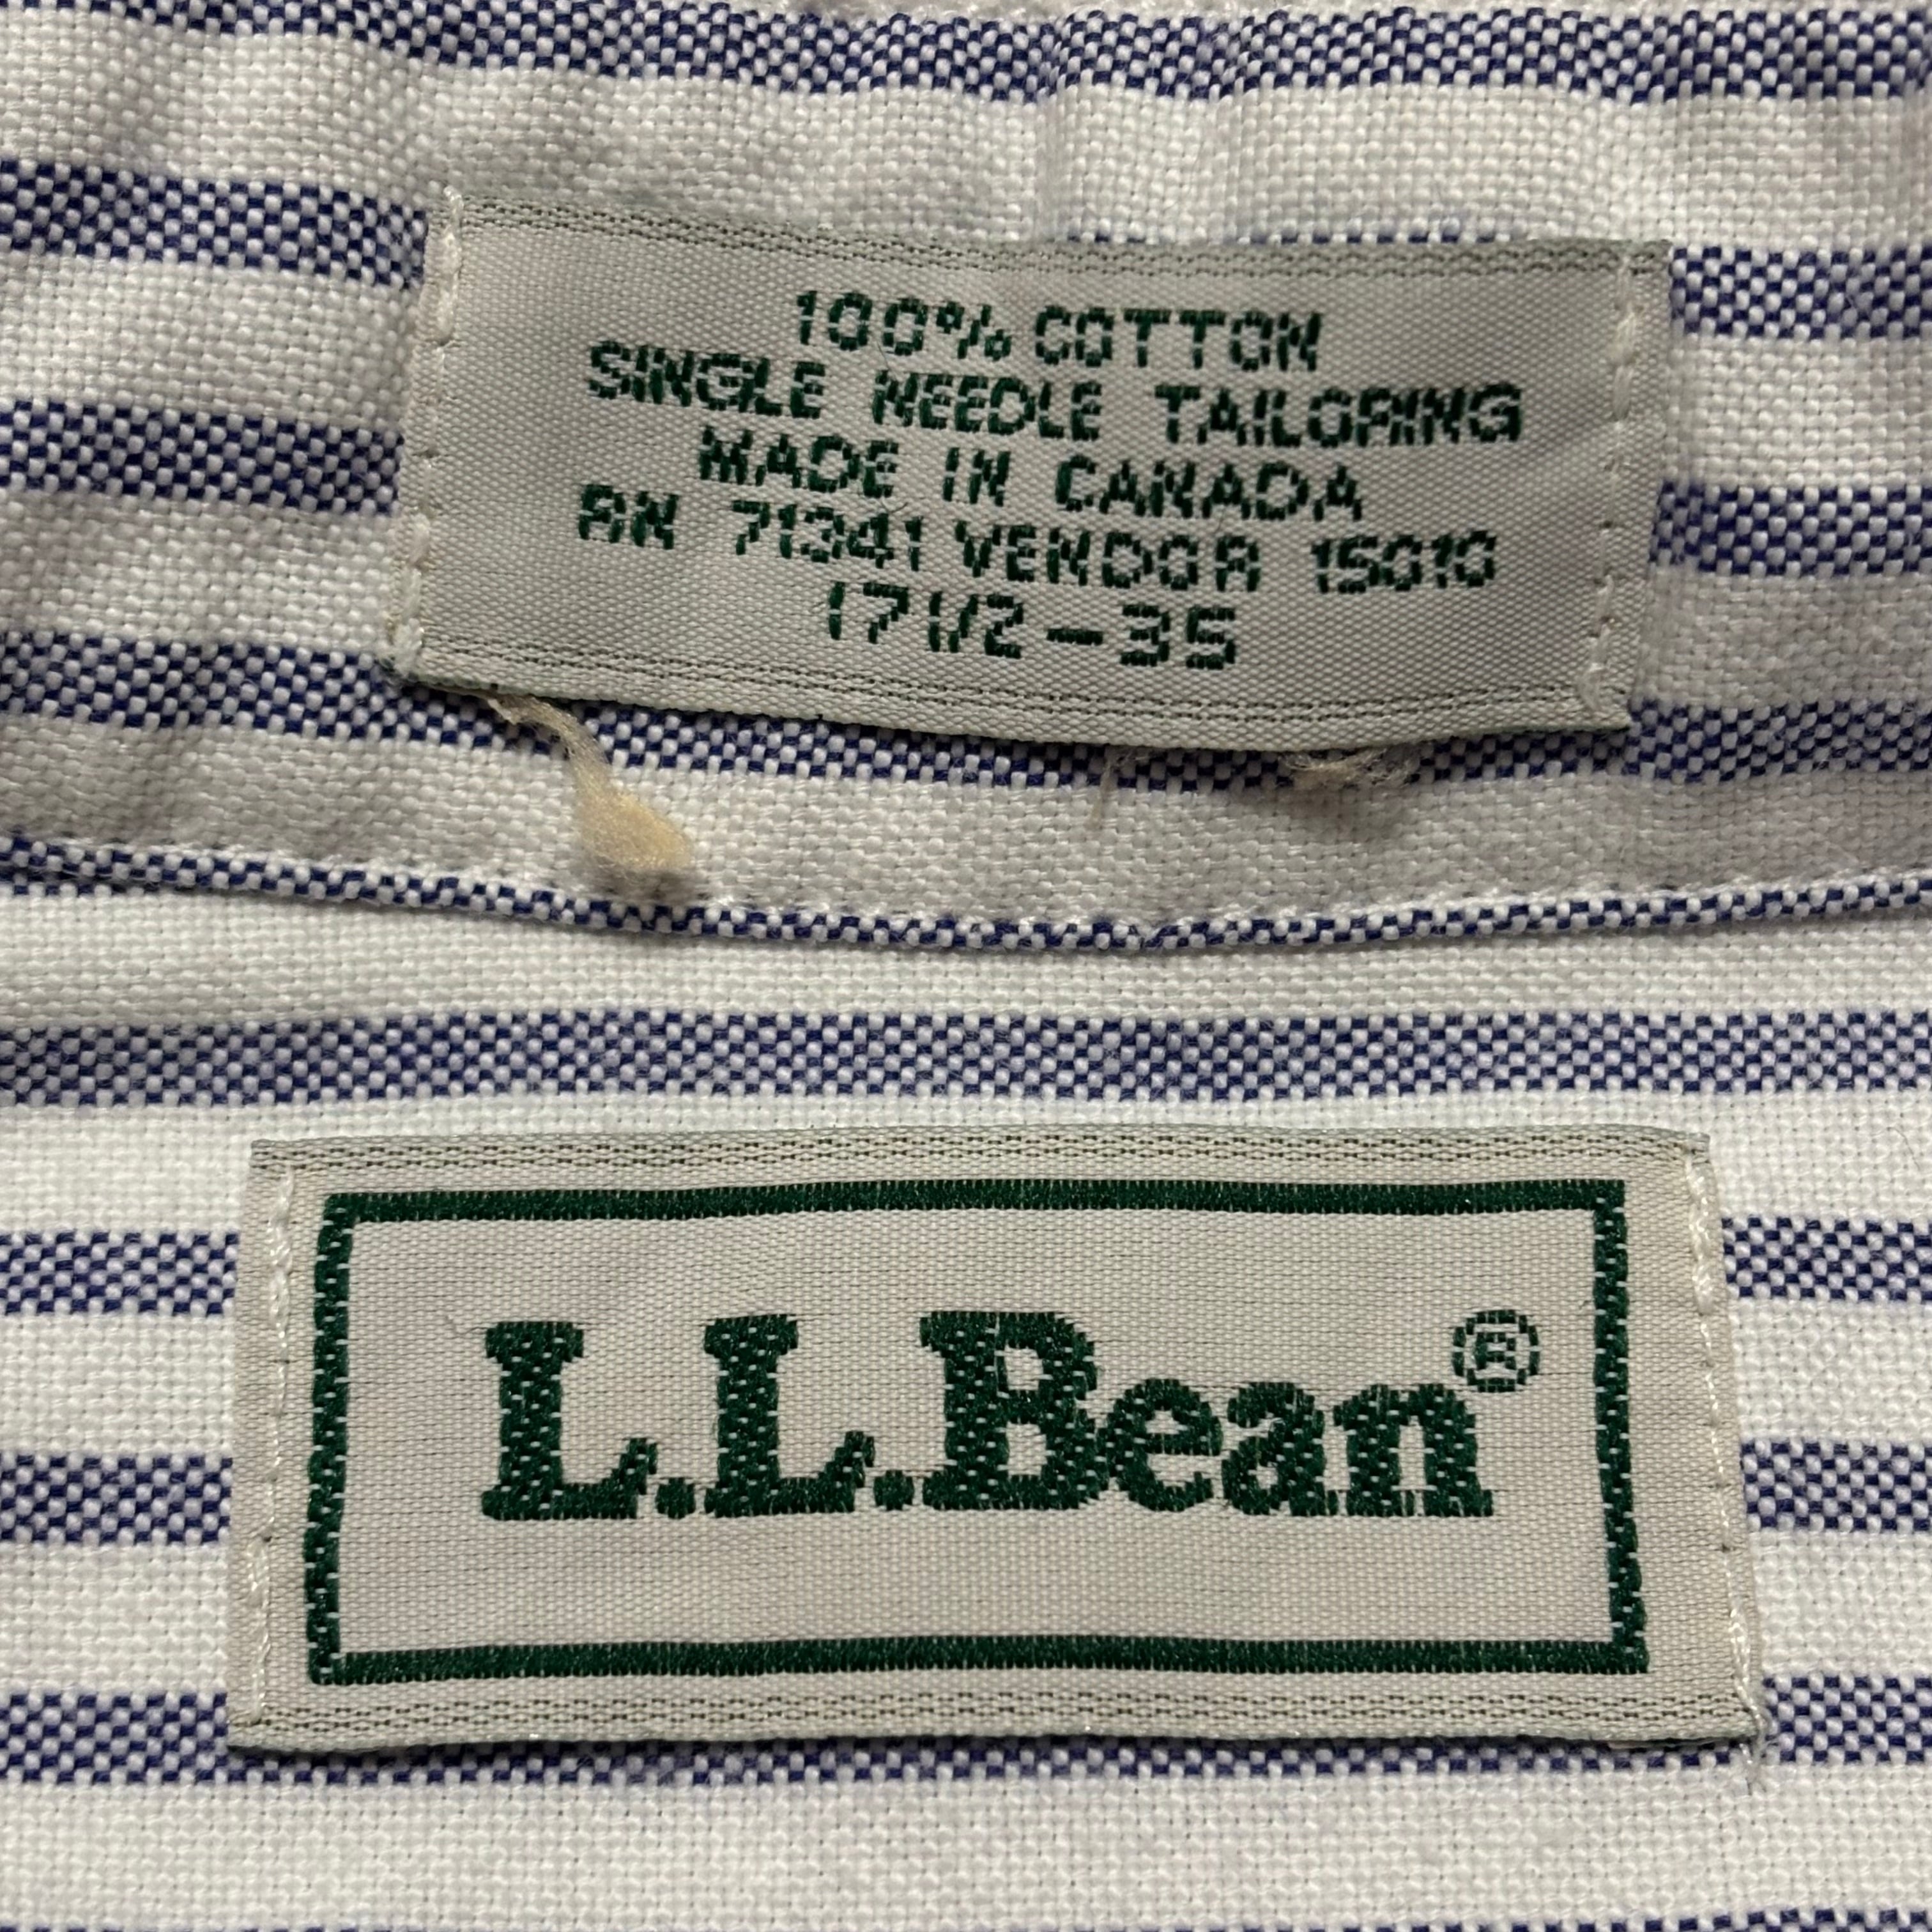 100% COTTON
SINGLE NEEDLE TAILORING
MADE IN CANADA
RN 71341 VENDOR 15010
17 1/2-35
L.L.Bean®